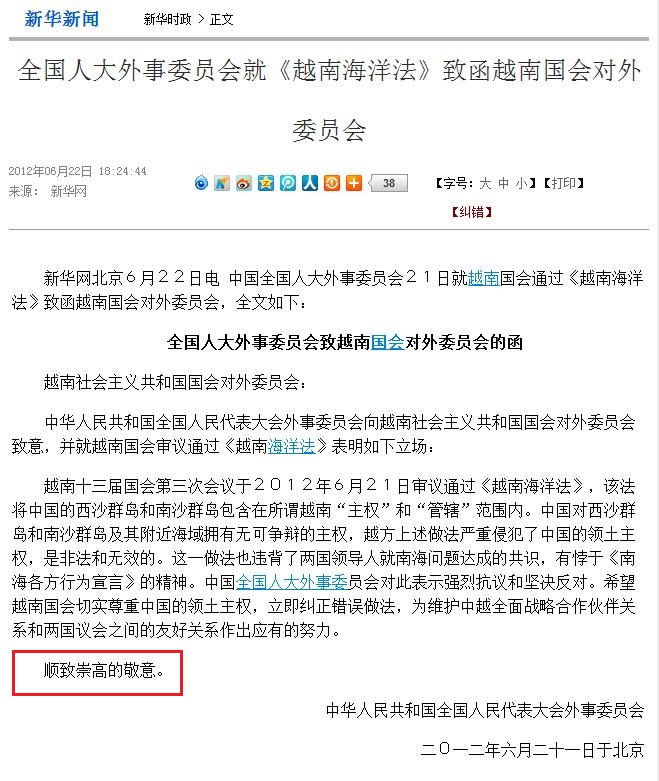 新华新闻 新华时政 > 正文
全国人大外事委员会就《越南海洋法》致函越南国会对外
委员会
2012年06月22日 18:24:44
来源： 新华网
38
【字号：大 中 小】【打印】
【纠错】
新华网北京６月２２日电 中国全国人大外事委员会２１日就越南国会通过《越南海洋
法》致函越南国会对外委员会，全文如下：
全国人大外事委员会致越南国会对外委员会的函
越南社会主义共和国国会对外委员会：
中华人民共和国全国人民代表大会外事委员会向越南社会主义共和国国会对外委员会
致意，并就越南国会审议通过《越南海洋法》表明如下立场：
越南十三届国会第三次会议于２０１２年６月２１日审议通过《越南海洋法》，该法
将中国的西沙群岛和南沙群岛包含在所谓越南“主权”和“管辖”范围内。中国对西沙群
岛和南沙群岛及其附近海域拥有无可争辩的主权，越方上述做法严重侵犯了中国的领土主
权，是非法和无效的。这一做法也违背了两国领导人就南海问题达成的共识，有悖于《南
海各方行为宣言》的精神。中国全国人大外事委员会对此表示强烈抗议和坚决反对。希望
越南国会切实尊重中国的领土主权，立即纠正错误做法，为维护中越全面战略合作伙伴关
系和两国议会之间的友好关系作出应有的努力。
顺致崇高的敬意。
中华人民共和国全国人民代表大会外事委员会
二〇一二年六月二十一日于北京